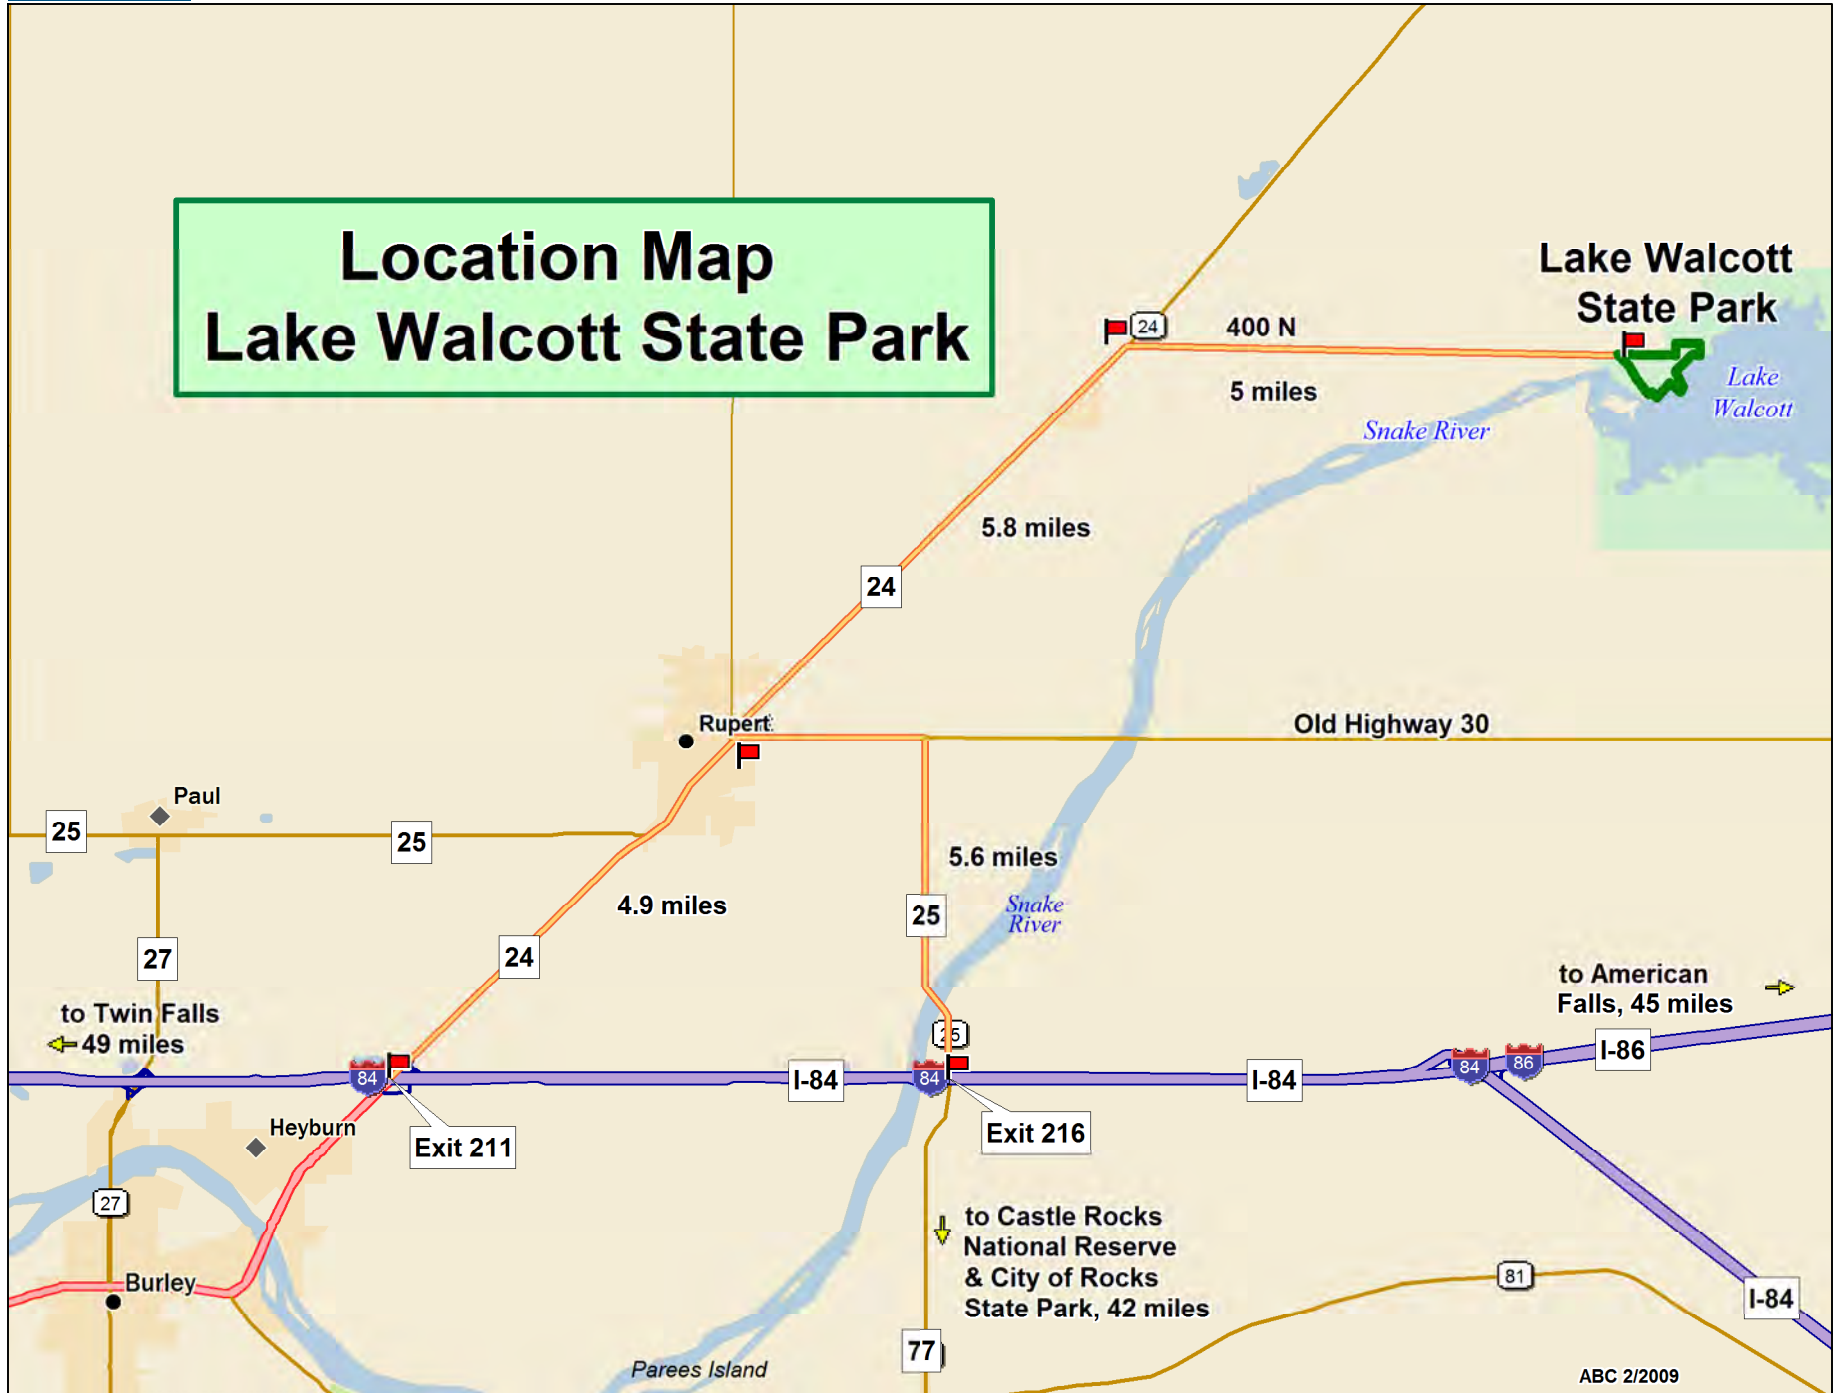 Location Map
Lake Walcott State Park
Lake Walcott
State Park
24
400 N
5 miles
Lake
Walcott
Snake River
5.8 miles
24
Rupert
Old Highway 30
Paul
25
25
5.6 miles
4.9 miles
25
Snake
River
24
27
to American
Falls, 45 miles
to Twin Falls
49 miles
25
I-86
84
I-84
84
I-84
84
86
Heyburn
Exit 211
Exit 216
27
to Castle Rocks
National Reserve
& City of Rocks
State Park, 42 miles
81
Burley
I-84
77
Parees Island
ABC 2/2009